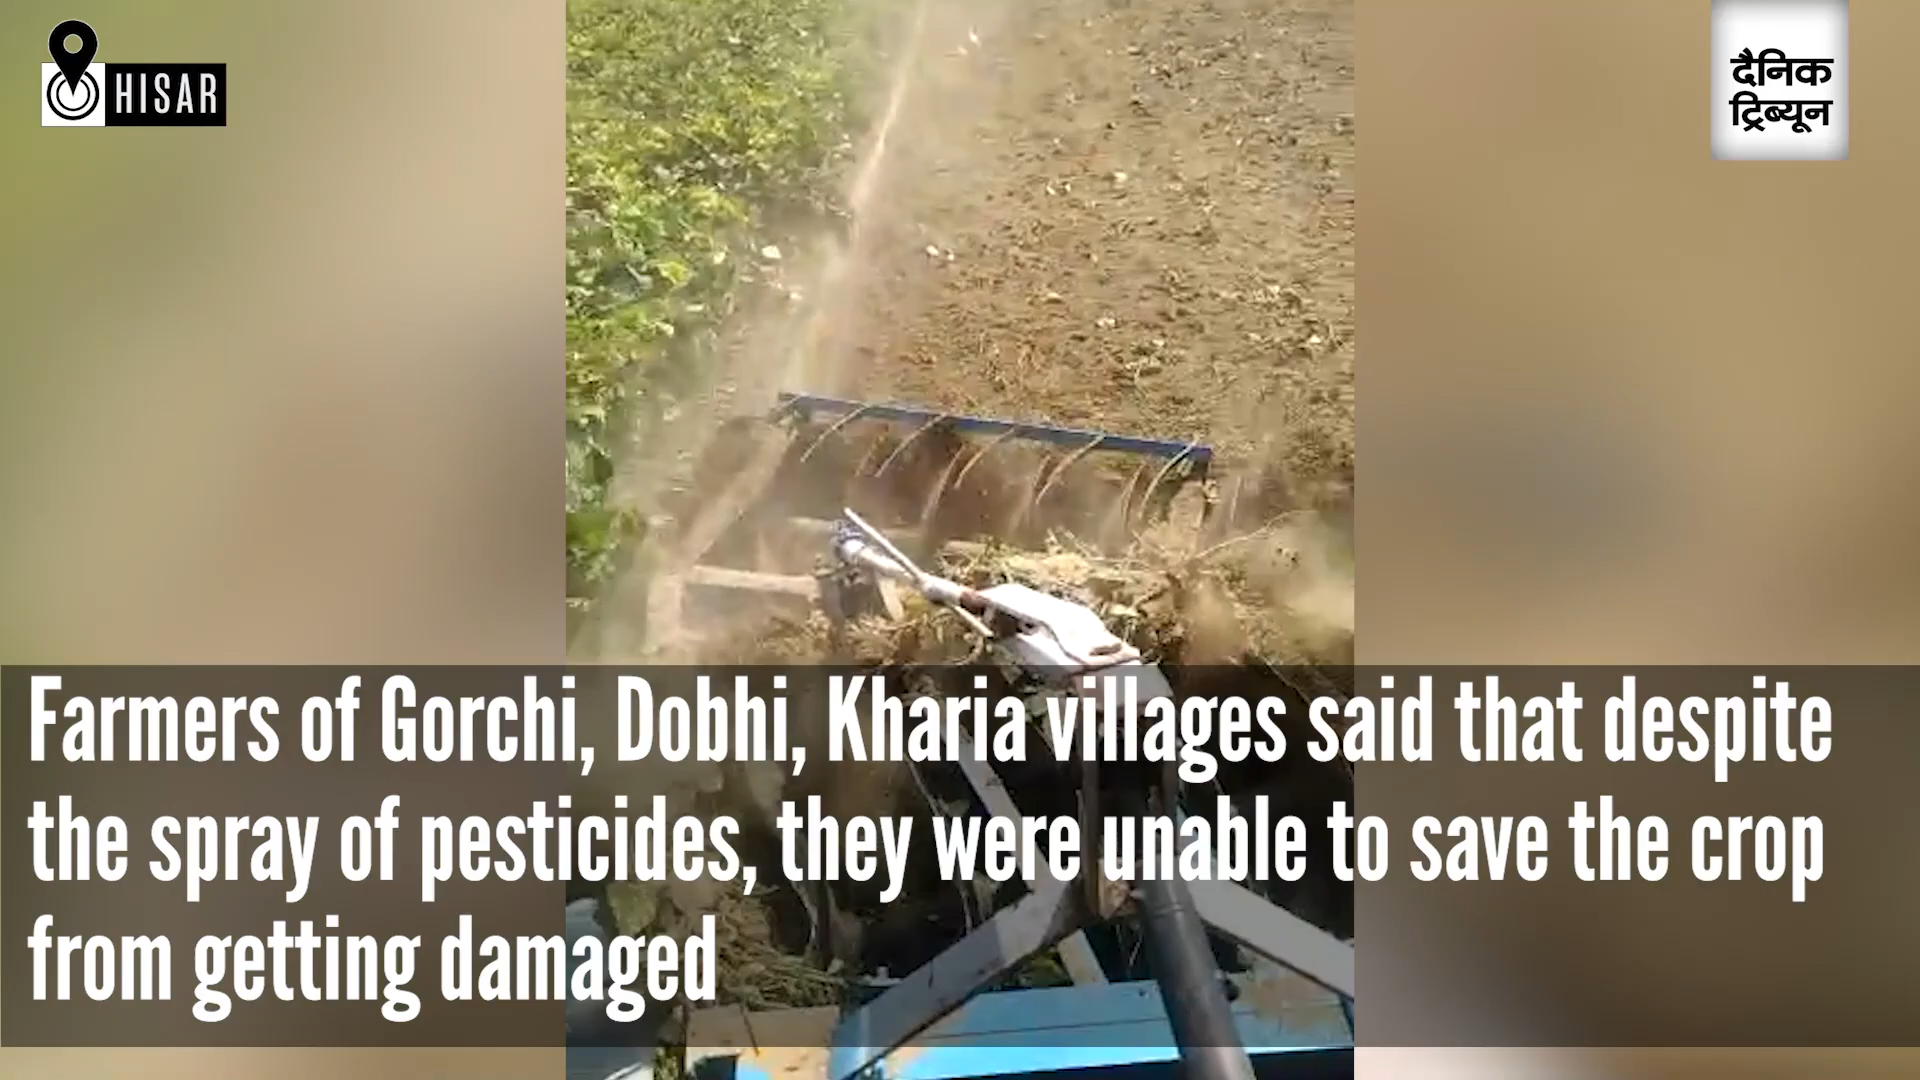 HISAR
दैनिक
ट्रिब्यून
Farmers of Gorchi, Dobhi, Kharia villages said that despite
the spray of pesticides, they were unable to save the crop
from getting damaged